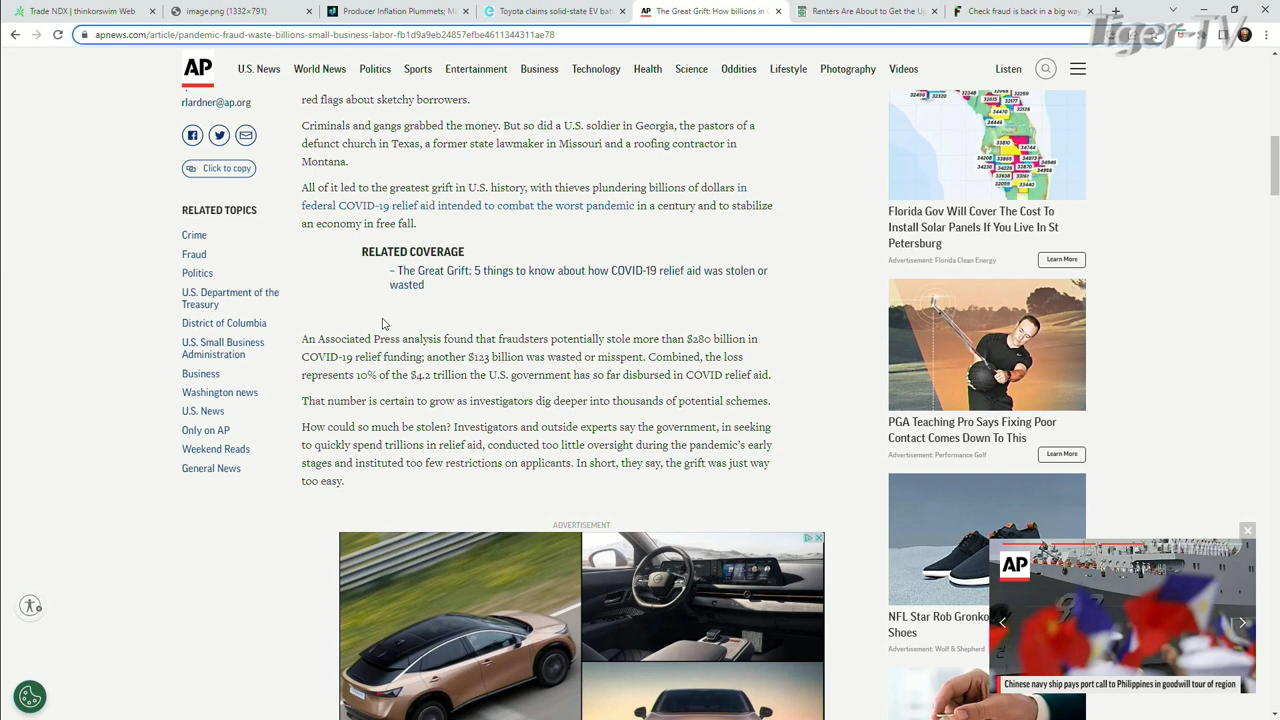 Trade NDX | thinkorswim Web
image.png (1332×791)
Producer Inflation Plummets; M
Toyota claims solid-state EV batt
The Great Grift: How billions in C
Renters Are About to Get the Up
Check fraud is back in a big way
Tiger TV
apnews.com/article/pandemic-fraud-waste-billions-small-business-labor-fb1d9a9eb24857efbe4611344311ae78
AP
U.S. News World News Politics Sports Entertainment Business Technology Health Science Oddities Lifestyle Photography Videos Listen
rlardner@ap.org
Click to copy
RELATED TOPICS
Crime
Fraud
Politics
U.S. Department of the
Treasury
District of Columbia
U.S. Small Business
Administration
Business
Washington news
U.S. News
Only on AP
Weekend Reads
General News
red flags about sketchy borrowers.
Criminals and gangs grabbed the money. But so did a U.S. soldier in Georgia, the pastors of a
defunct church in Texas, a former state lawmaker in Missouri and a roofing contractor in
Montana.
All of it led to the greatest grift in U.S. history, with thieves plundering billions of dollars in
federal COVID-19 relief aid intended to combat the worst pandemic in a century and to stabilize
an economy in free fall.
RELATED COVERAGE
– The Great Grift: 5 things to know about how COVID-19 relief aid was stolen or
wasted
An Associated Press analysis found that fraudsters potentially stole more than $280 billion in
COVID-19 relief funding; another $123 billion was wasted or misspent. Combined, the loss
represents 10% of the $4.2 trillion the U.S. government has so far disbursed in COVID relief aid.
That number is certain to grow as investigators dig deeper into thousands of potential schemes.
How could so much be stolen? Investigators and outside experts say the government, in seeking
to quickly spend trillions in relief aid, conducted too little oversight during the pandemic's early
stages and instituted too few restrictions on applicants. In short, they say, the grift was just way
too easy.
ADVERTISEMENT
Florida Gov Will Cover The Cost To
Install Solar Panels If You Live In St
Petersburg
Advertisement: Florida Clean Energy
Learn More
PGA Teaching Pro Says Fixing Poor
Contact Comes Down To This
Advertisement: Performance Golf
Learn More
NFL Star Rob Gronko
Shoes
Advertisement: Wolf & Shepherd
AP
Chinese navy ship pays port call to Philippines in goodwill tour of region